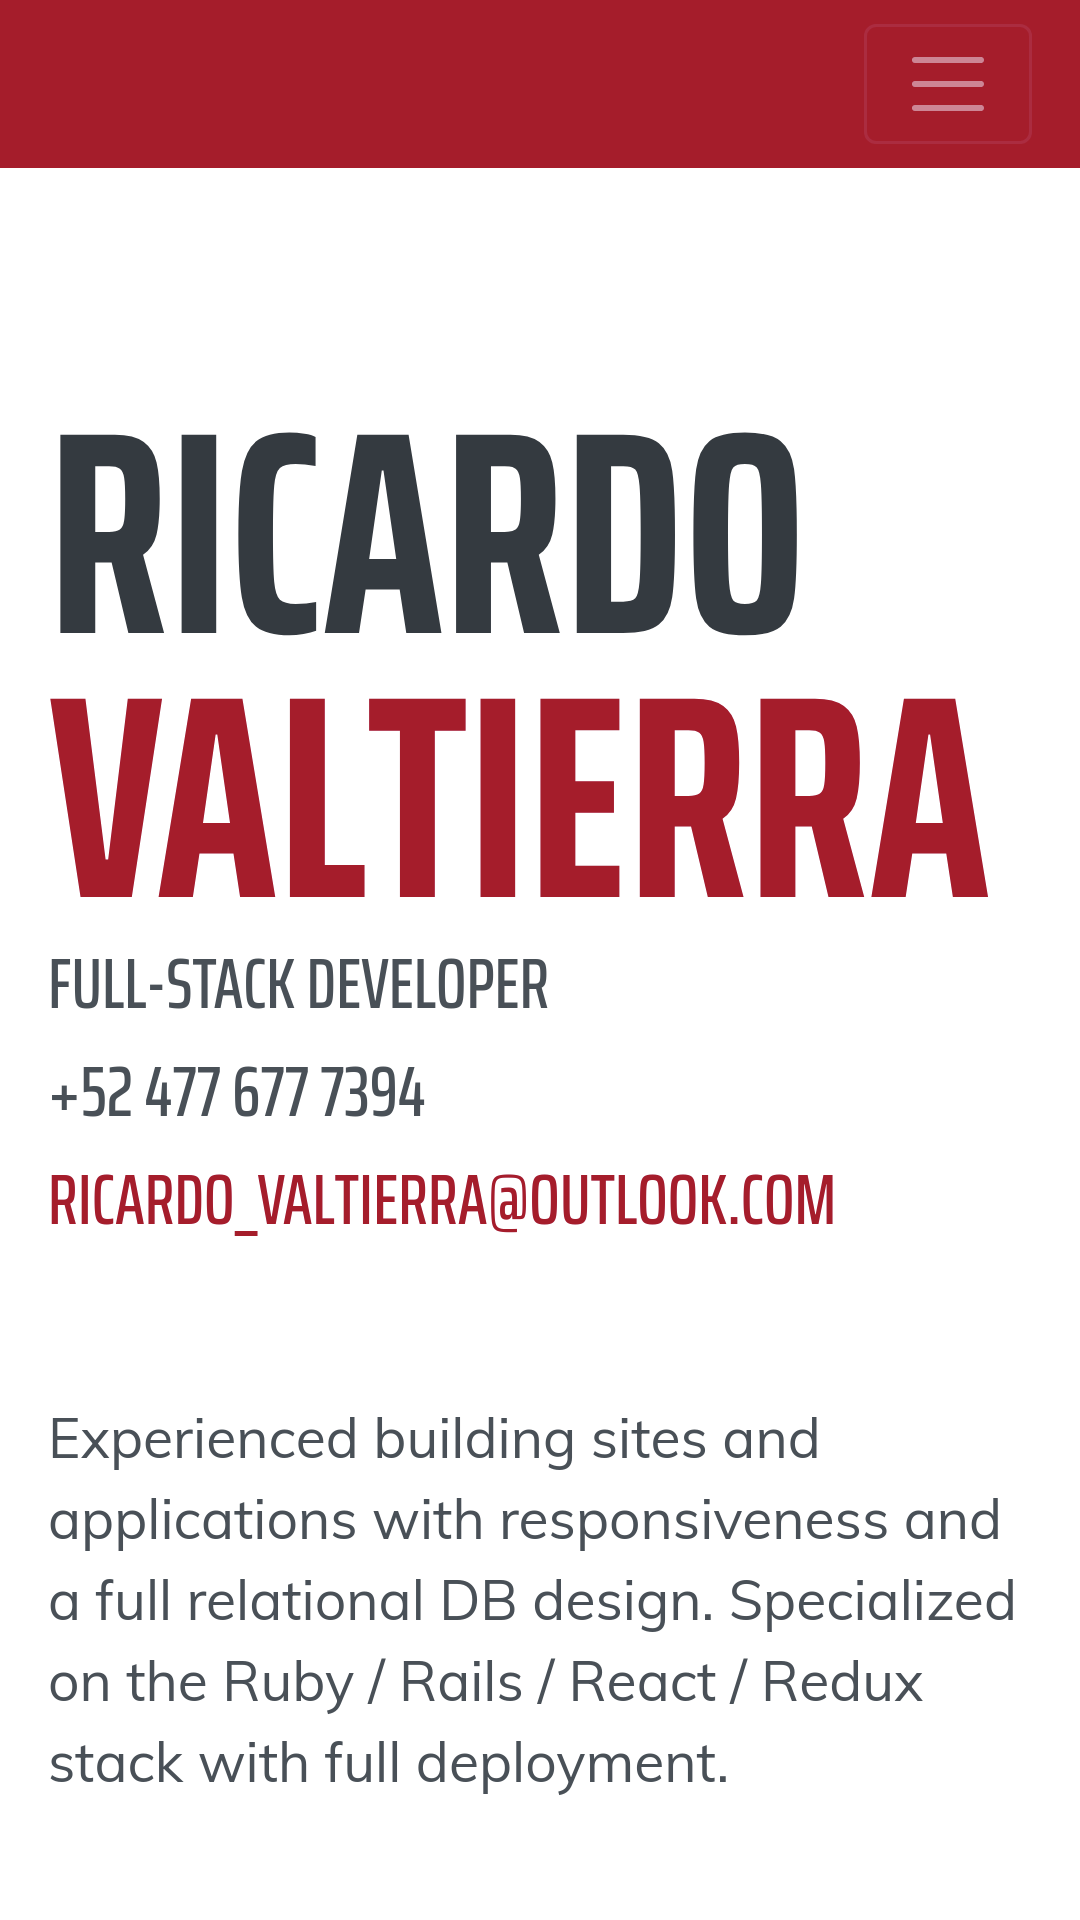 RICARDO
VALTIERRA
FULL-STACK DEVELOPER
+52 477 677 7394
RICARDO_VALTIERRA@OUTLOOK.COM
Experienced building sites and
applications with responsiveness and
a full relational DB design. Specialized
on the Ruby / Rails / React / Redux
stack with full deployment.